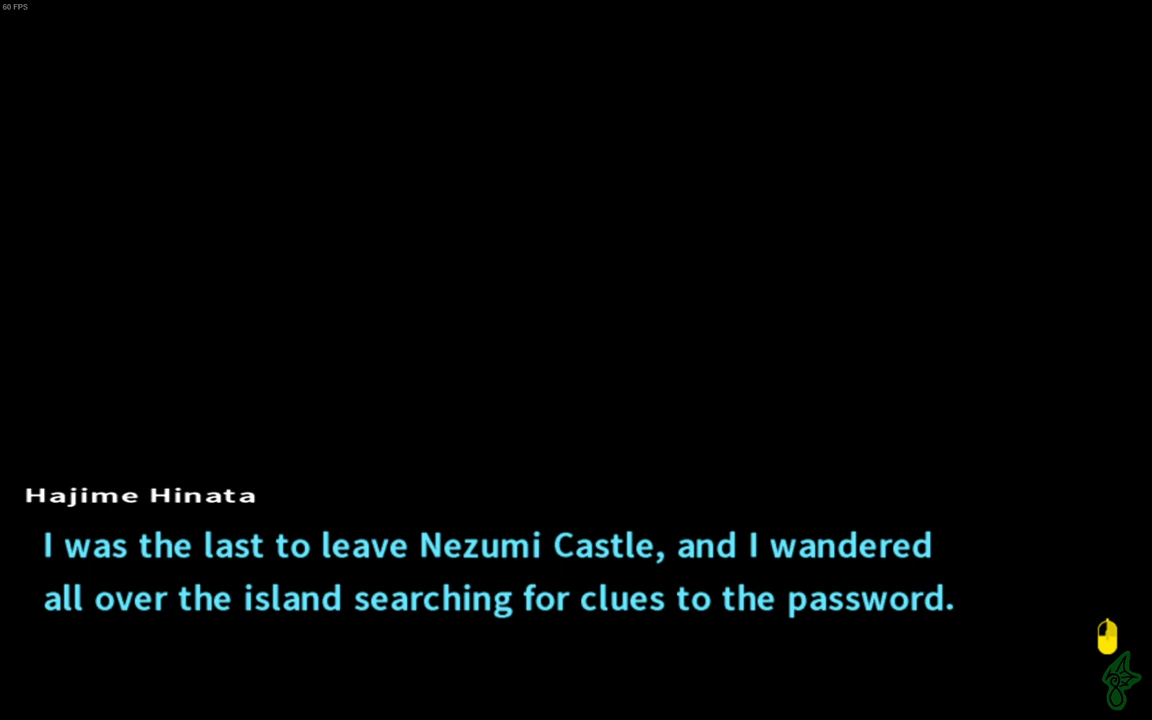 60 FPS
Hajime Hinata
I was the last to leave Nezumi Castle, and I wandered
all over the island searching for clues to the password.